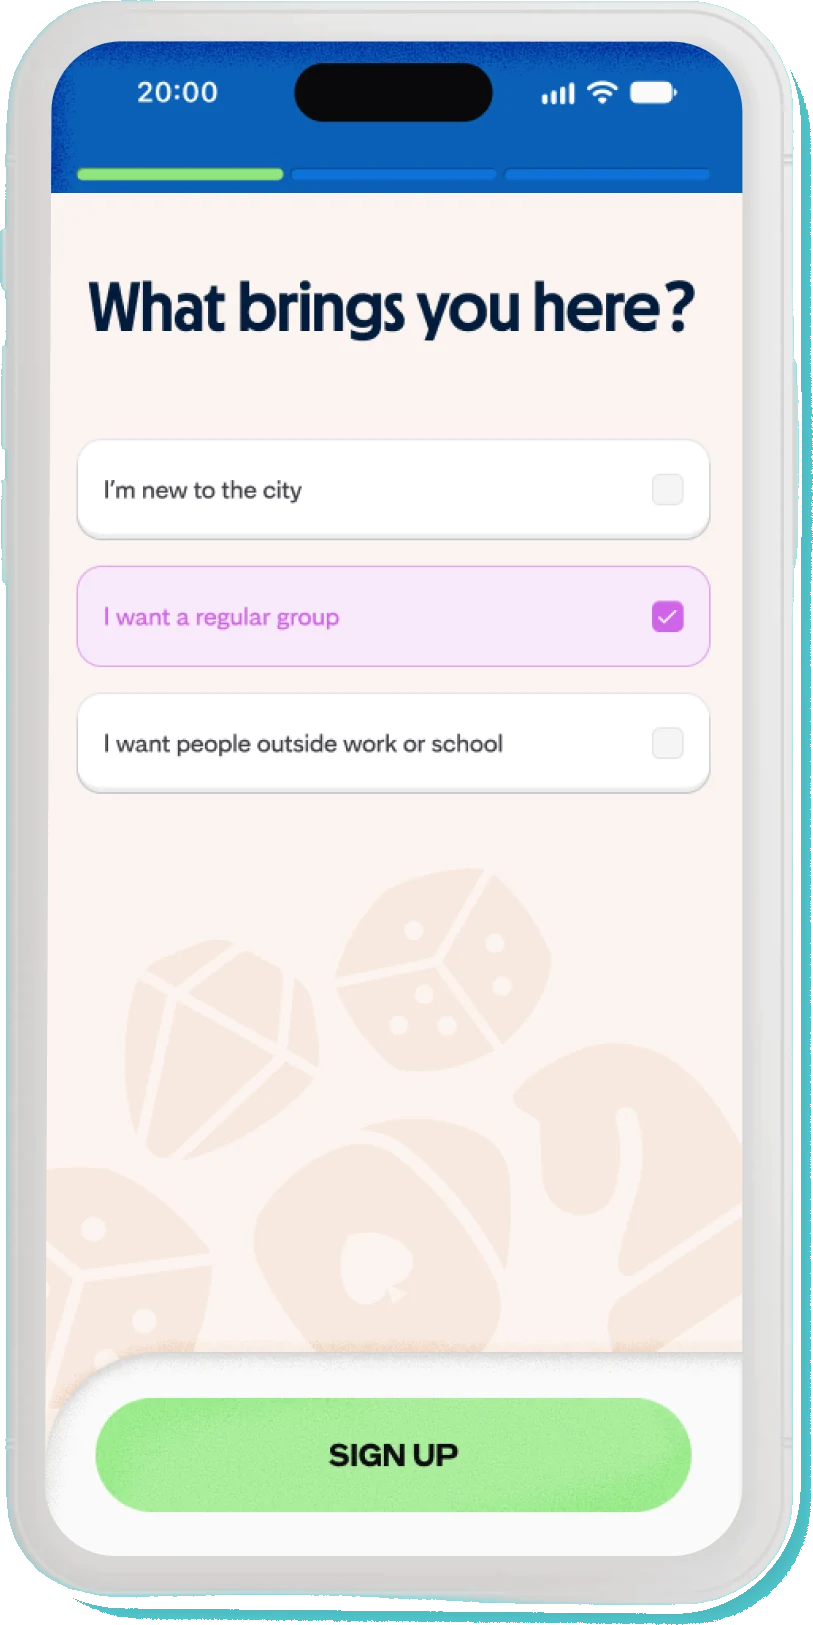 20:00
What brings you here?
I'm new to the city
I want a regular group
I want people outside work or school
SIGN UP